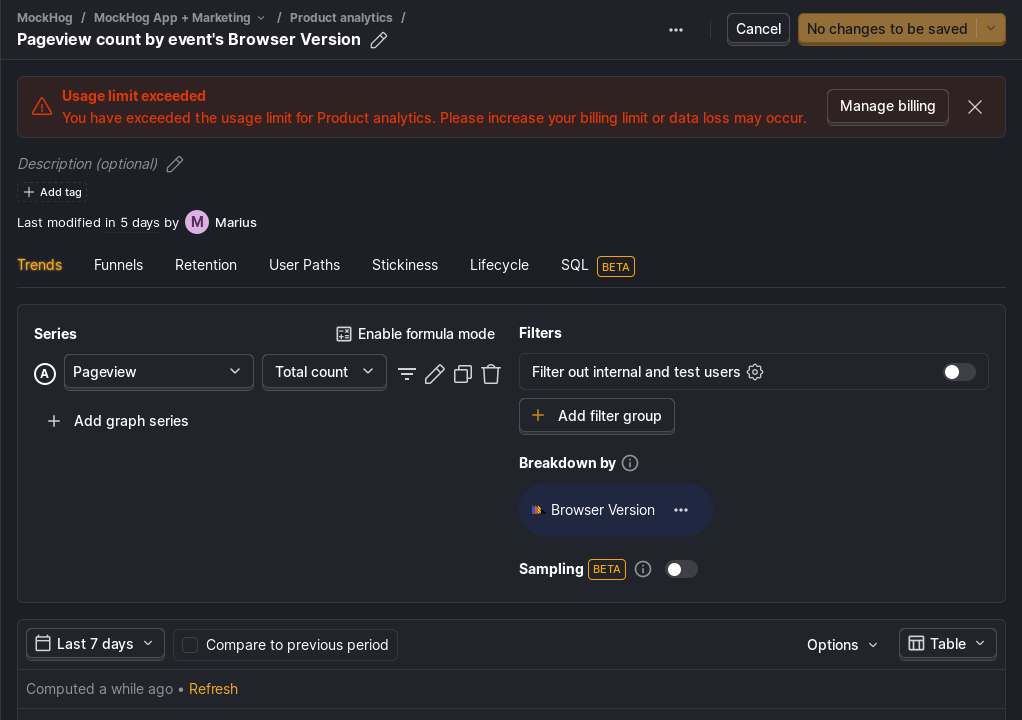 MockHog / MockHog App + Marketing / Product analytics /
Pageview count by event's Browser Version
Cancel
No changes to be saved
Usage limit exceeded
You have exceeded the usage limit for Product analytics. Please increase your billing limit or data loss may occur.
Manage billing
Description (optional)
Add tag
Last modified in 5 days by M Marius
Trends Funnels Retention User Paths Stickiness Lifecycle SQL BETA
Series
Enable formula mode
A Pageview Total count
Add graph series
Filters
Filter out internal and test users
Add filter group
Breakdown by
Browser Version
Sampling BETA
Last 7 days
Compare to previous period
Options
Table
Computed a while ago • Refresh